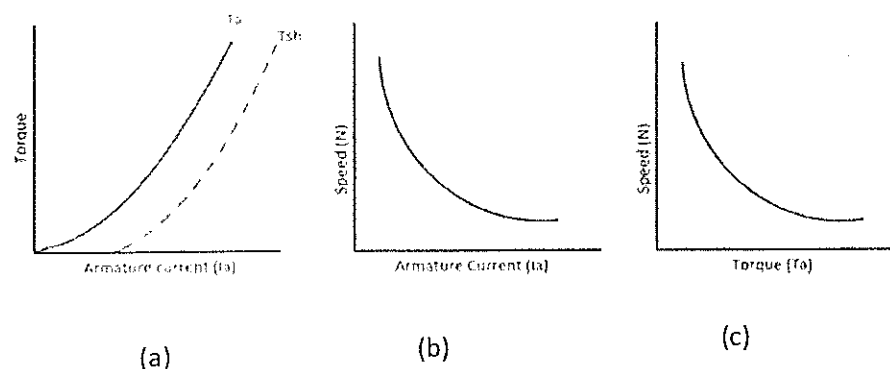 Ta
Tsh
Torque
Armature current (Ia)
(a)
Speed (N)
Armature Current (Ia)
(b)
Speed (N)
Torque (Ta)
(c)